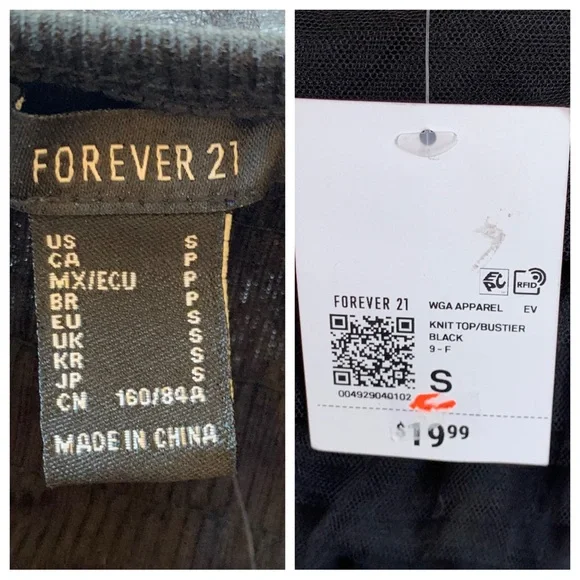 FOREVER 21
US S
CA P
MX/ECU P
BR P
EU S
UK S
KR S
JP S
CN 160/84A
MADE IN CHINA
EPC RFID
FOREVER 21 WGA APPAREL EV
KNIT TOP/BUSTIER
BLACK
9 - F
S
004929040102
$19.99